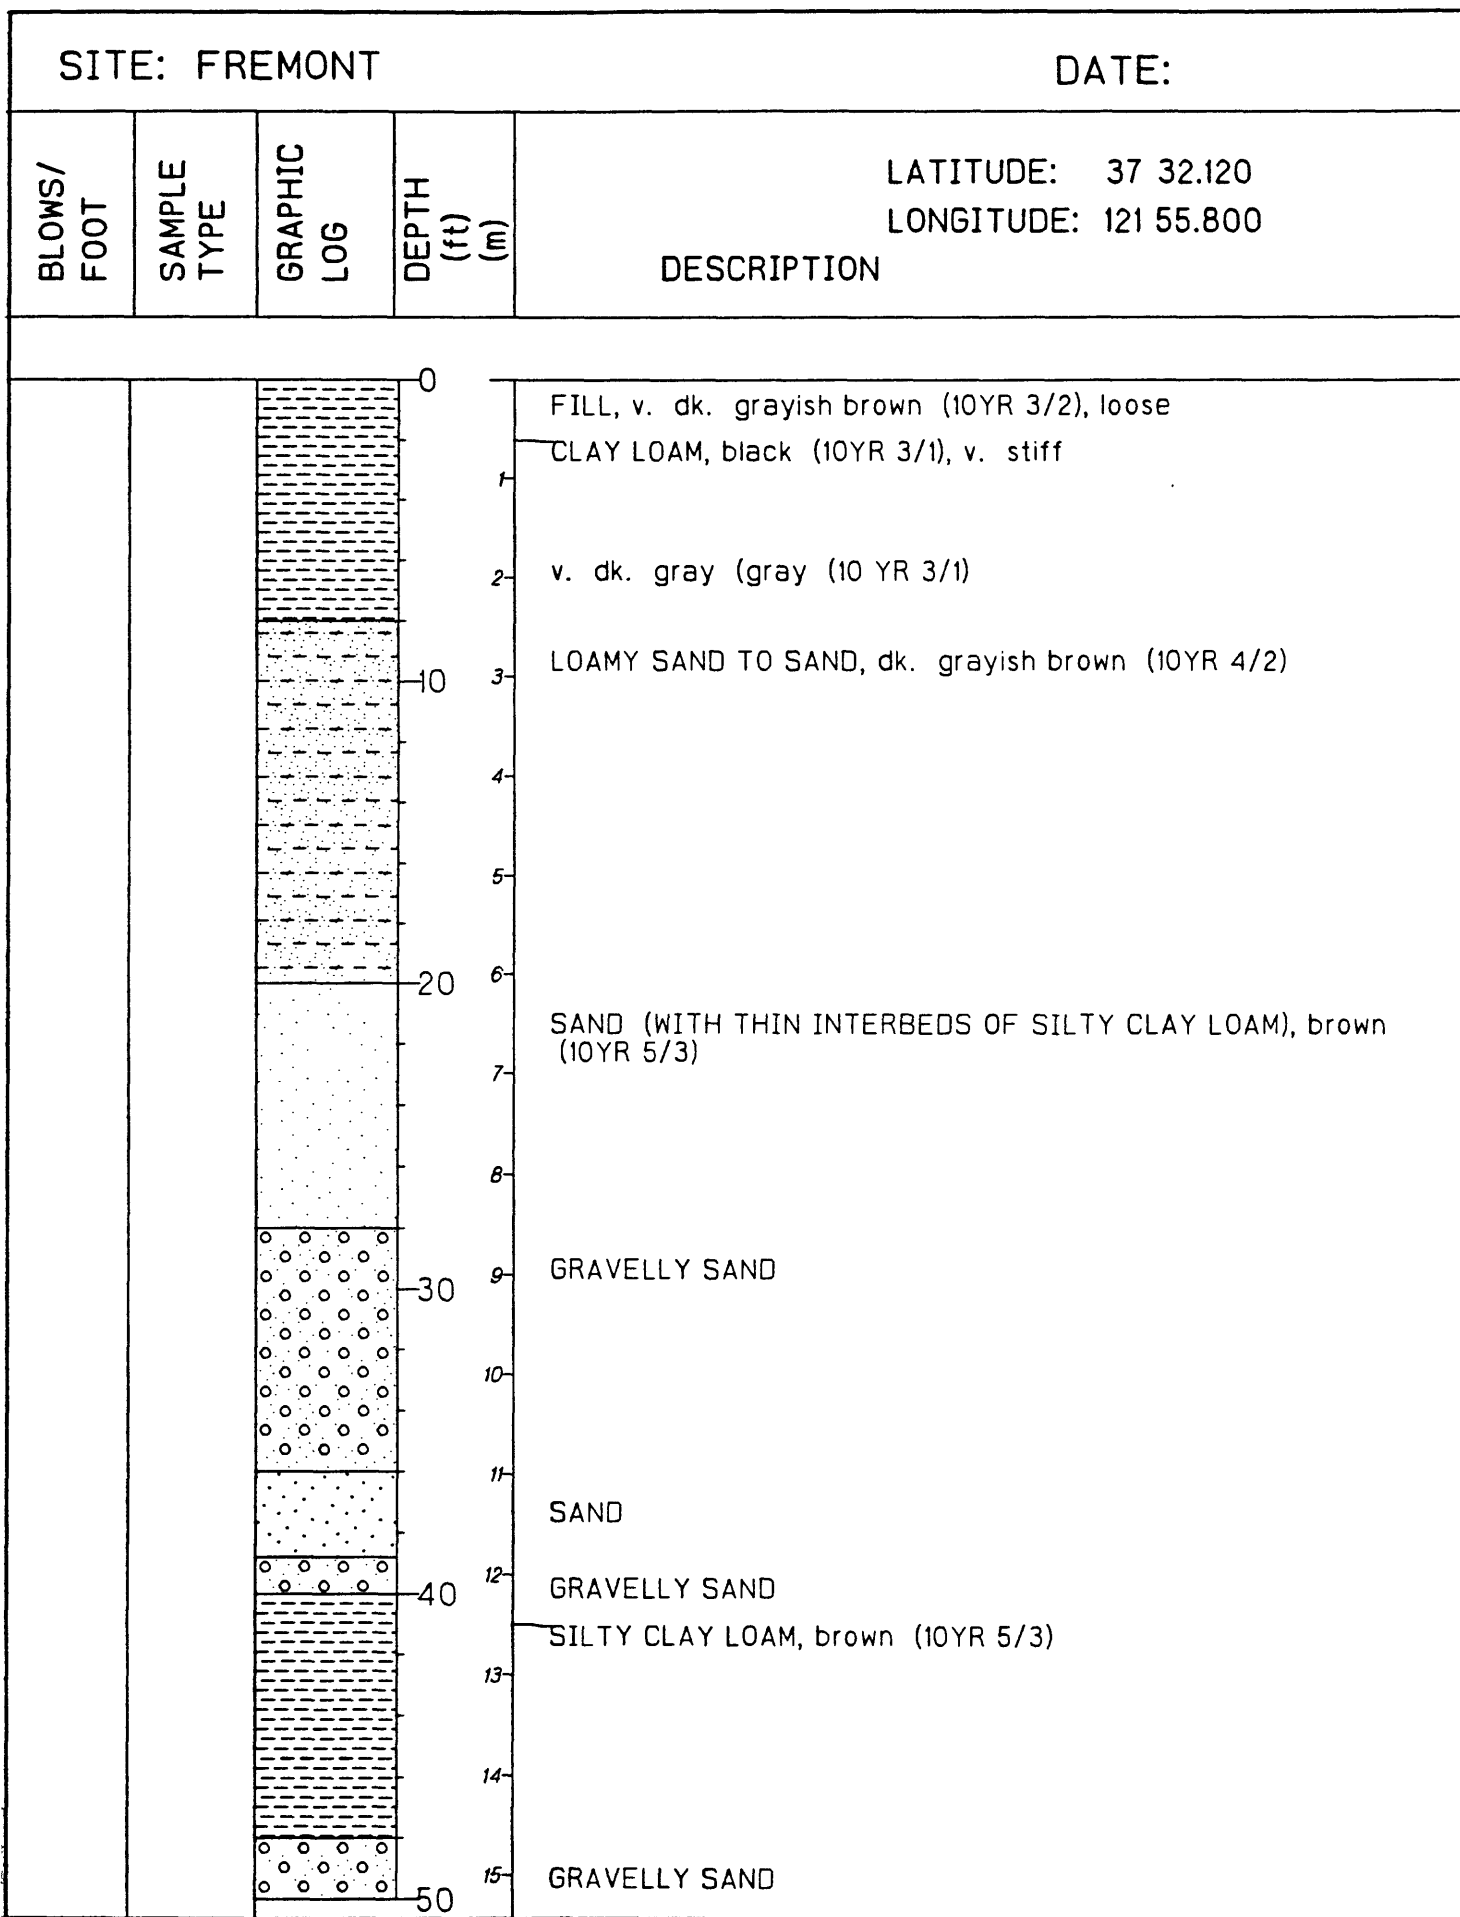 SITE: FREMONT
DATE:
BLOWS/
FOOT
SAMPLE
TYPE
GRAPHIC
LOG
DEPTH
(ft)
(m)
LATITUDE: 37 32.120
LONGITUDE: 121 55.800
DESCRIPTION
0
FILL, v. dk. grayish brown (10YR 3/2), loose
CLAY LOAM, black (10YR 3/1), v. stiff
1
2
v. dk. gray (gray (10 YR 3/1)
LOAMY SAND TO SAND, dk. grayish brown (10YR 4/2)
10
3
4
5
6
20
SAND (WITH THIN INTERBEDS OF SILTY CLAY LOAM), brown
(10YR 5/3)
7
8
9
GRAVELLY SAND
30
10
11
SAND
12
GRAVELLY SAND
40
SILTY CLAY LOAM, brown (10YR 5/3)
13
14
15
GRAVELLY SAND
50